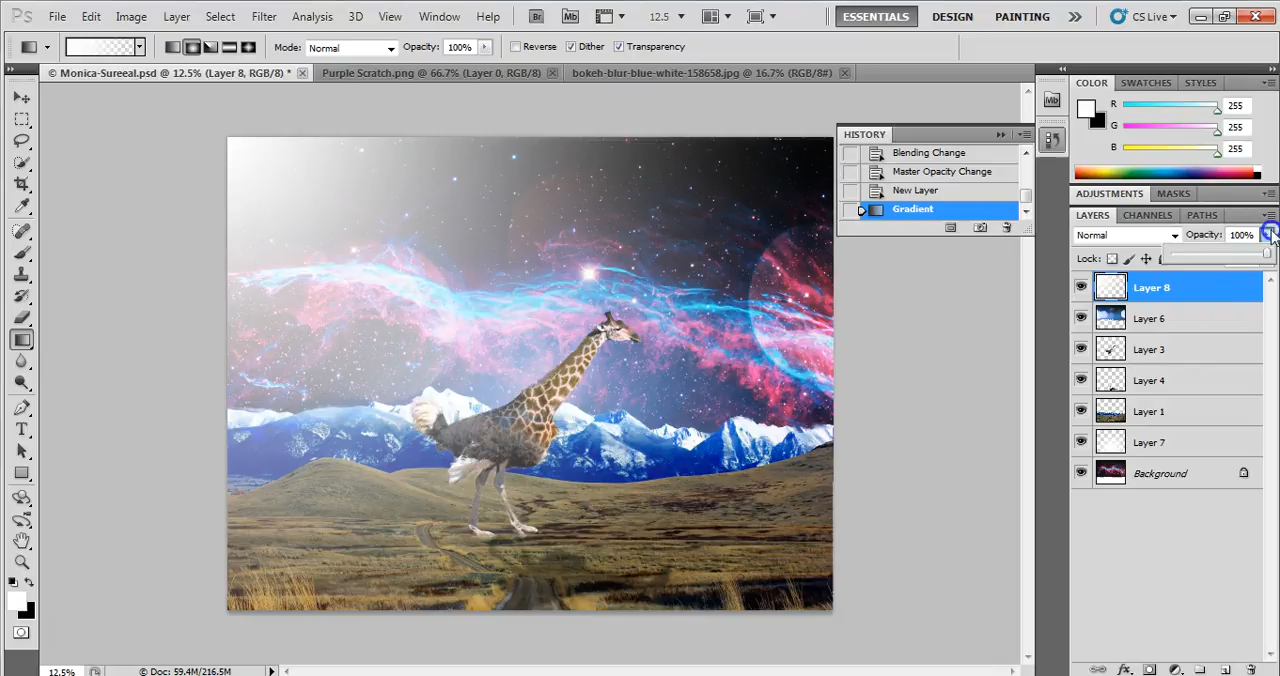 Ps File Edit Image Layer Select Filter Analysis 3D View Window Help Br Mb 12.5 ESSENTIALS DESIGN PAINTING CS Live
Mode: Normal Opacity: 100% Reverse Dither Transparency
© Monica-Sureeal.psd @ 12.5% (Layer 8, RGB/8) * Purple Scratch.png @ 66.7% (Layer 0, RGB/8) bokeh-blur-blue-white-158658.jpg @ 16.7% (RGB/8#)
COLOR SWATCHES STYLES
Mb
R 255
G 255
B 255
HISTORY
Blending Change
Master Opacity Change
New Layer
Gradient
ADJUSTMENTS MASKS
LAYERS CHANNELS PATHS
Normal Opacity: 100%
Lock:
Layer 8
Layer 6
Layer 3
Layer 4
Layer 1
Layer 7
Background
T
fx
12.5% © Doc: 59.4M/216.5M